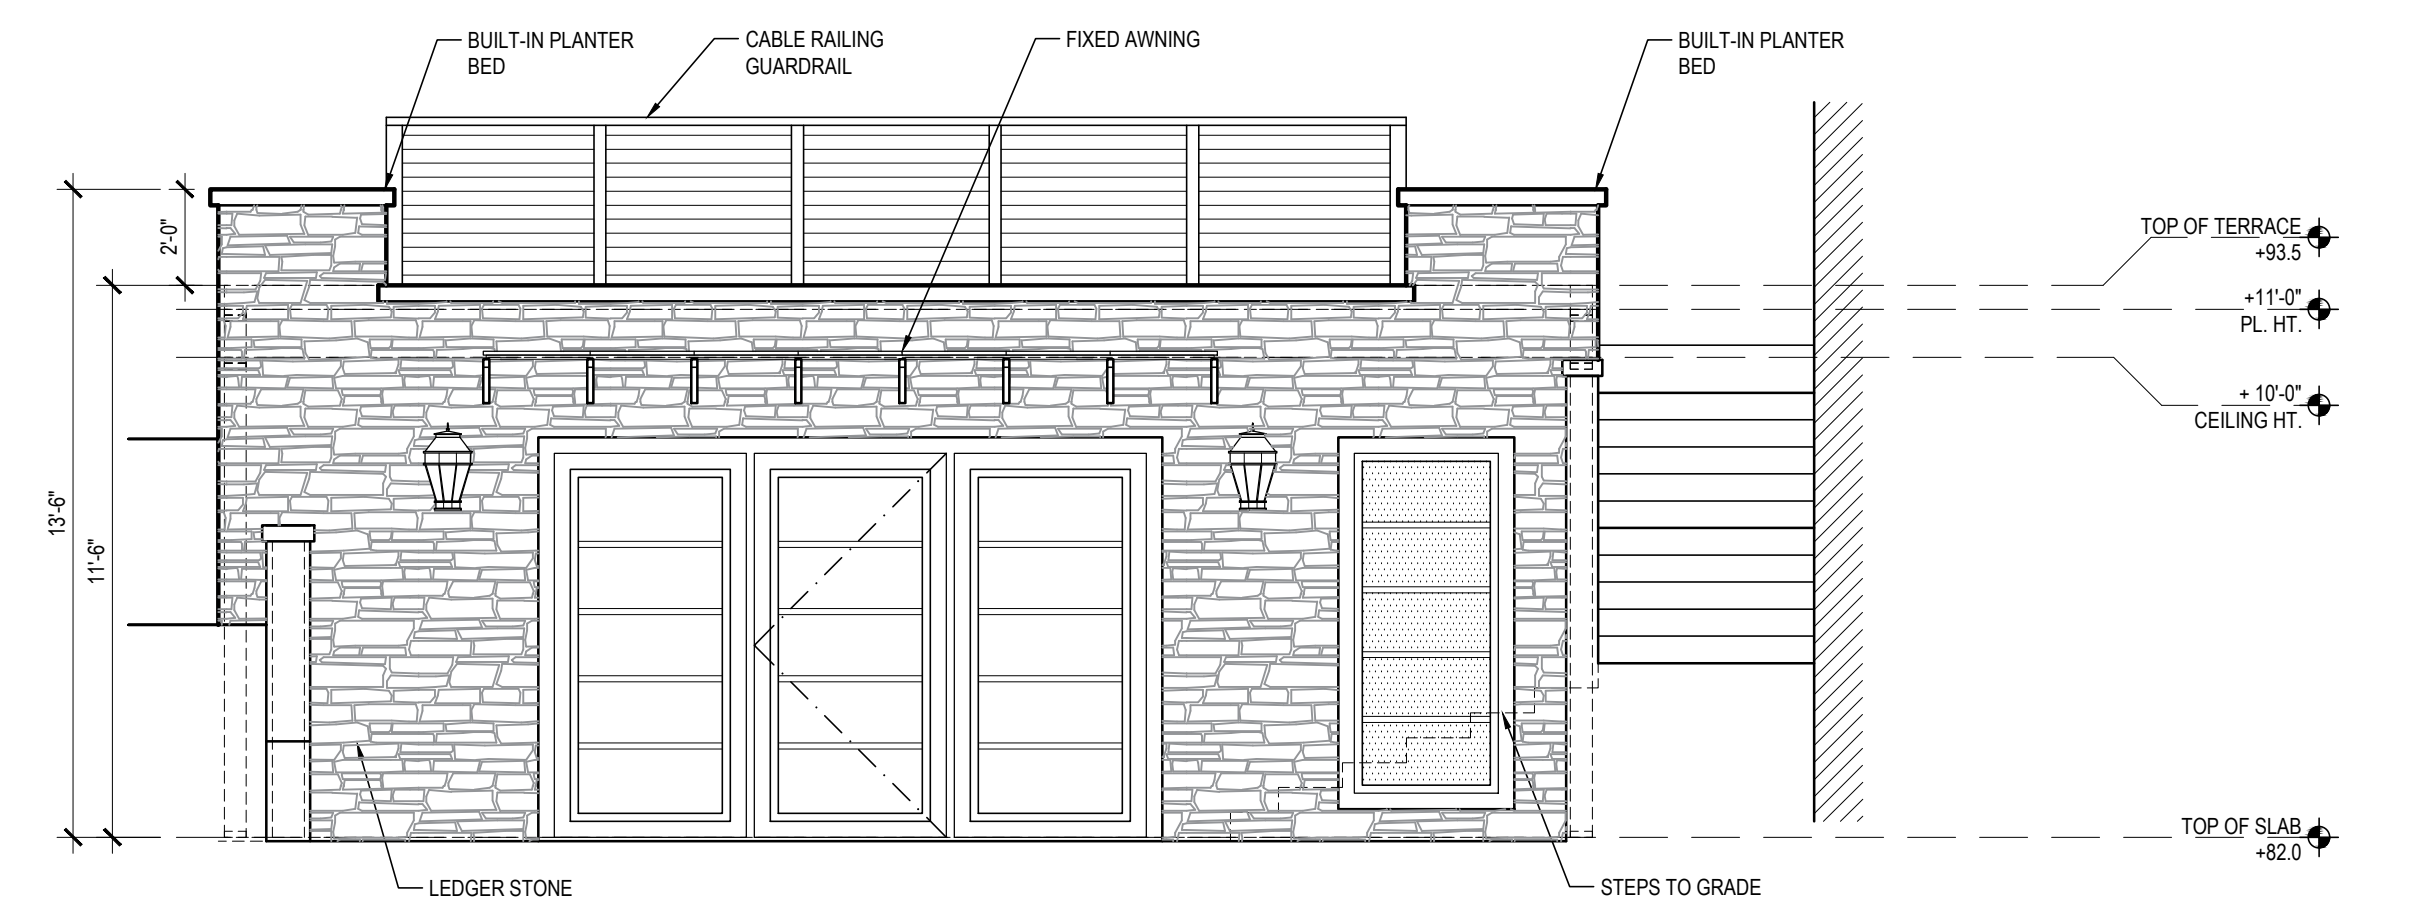 BUILT-IN PLANTER
BED
CABLE RAILING
GUARDRAIL
FIXED AWNING
BUILT-IN PLANTER
BED
2'-0"
13'-6"
11'-6"
TOP OF TERRACE
+93.5
+11'-0"
PL. HT.
+ 10'-0"
CEILING HT.
TOP OF SLAB
+82.0
LEDGER STONE
STEPS TO GRADE